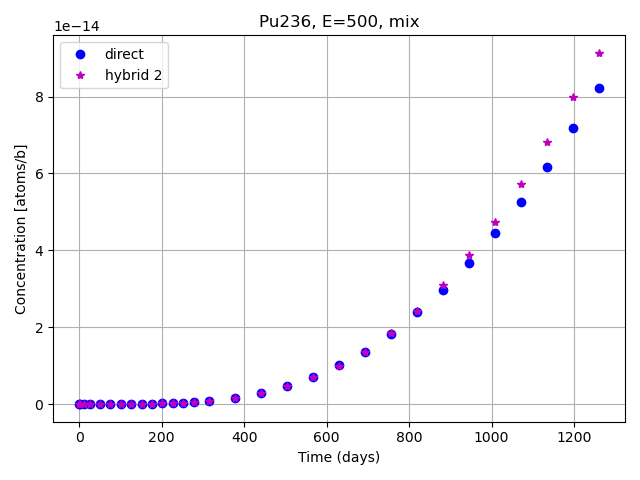 Pu236, E=500, mix
1e−14
direct
hybrid 2
8
6
4
2
0
Concentration [atoms/b]
0 200 400 600 800 1000 1200
Time (days)